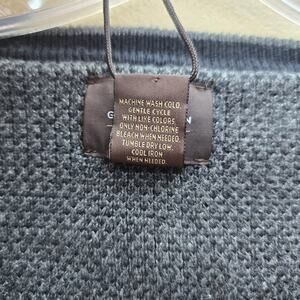 MACHINE WASH COLD,
GENTLE CYCLE
WITH LIKE COLORS.
ONLY NON-CHLORINE
BLEACH WHEN NEEDED.
TUMBLE DRY LOW.
COOL IRON
WHEN NEEDED.